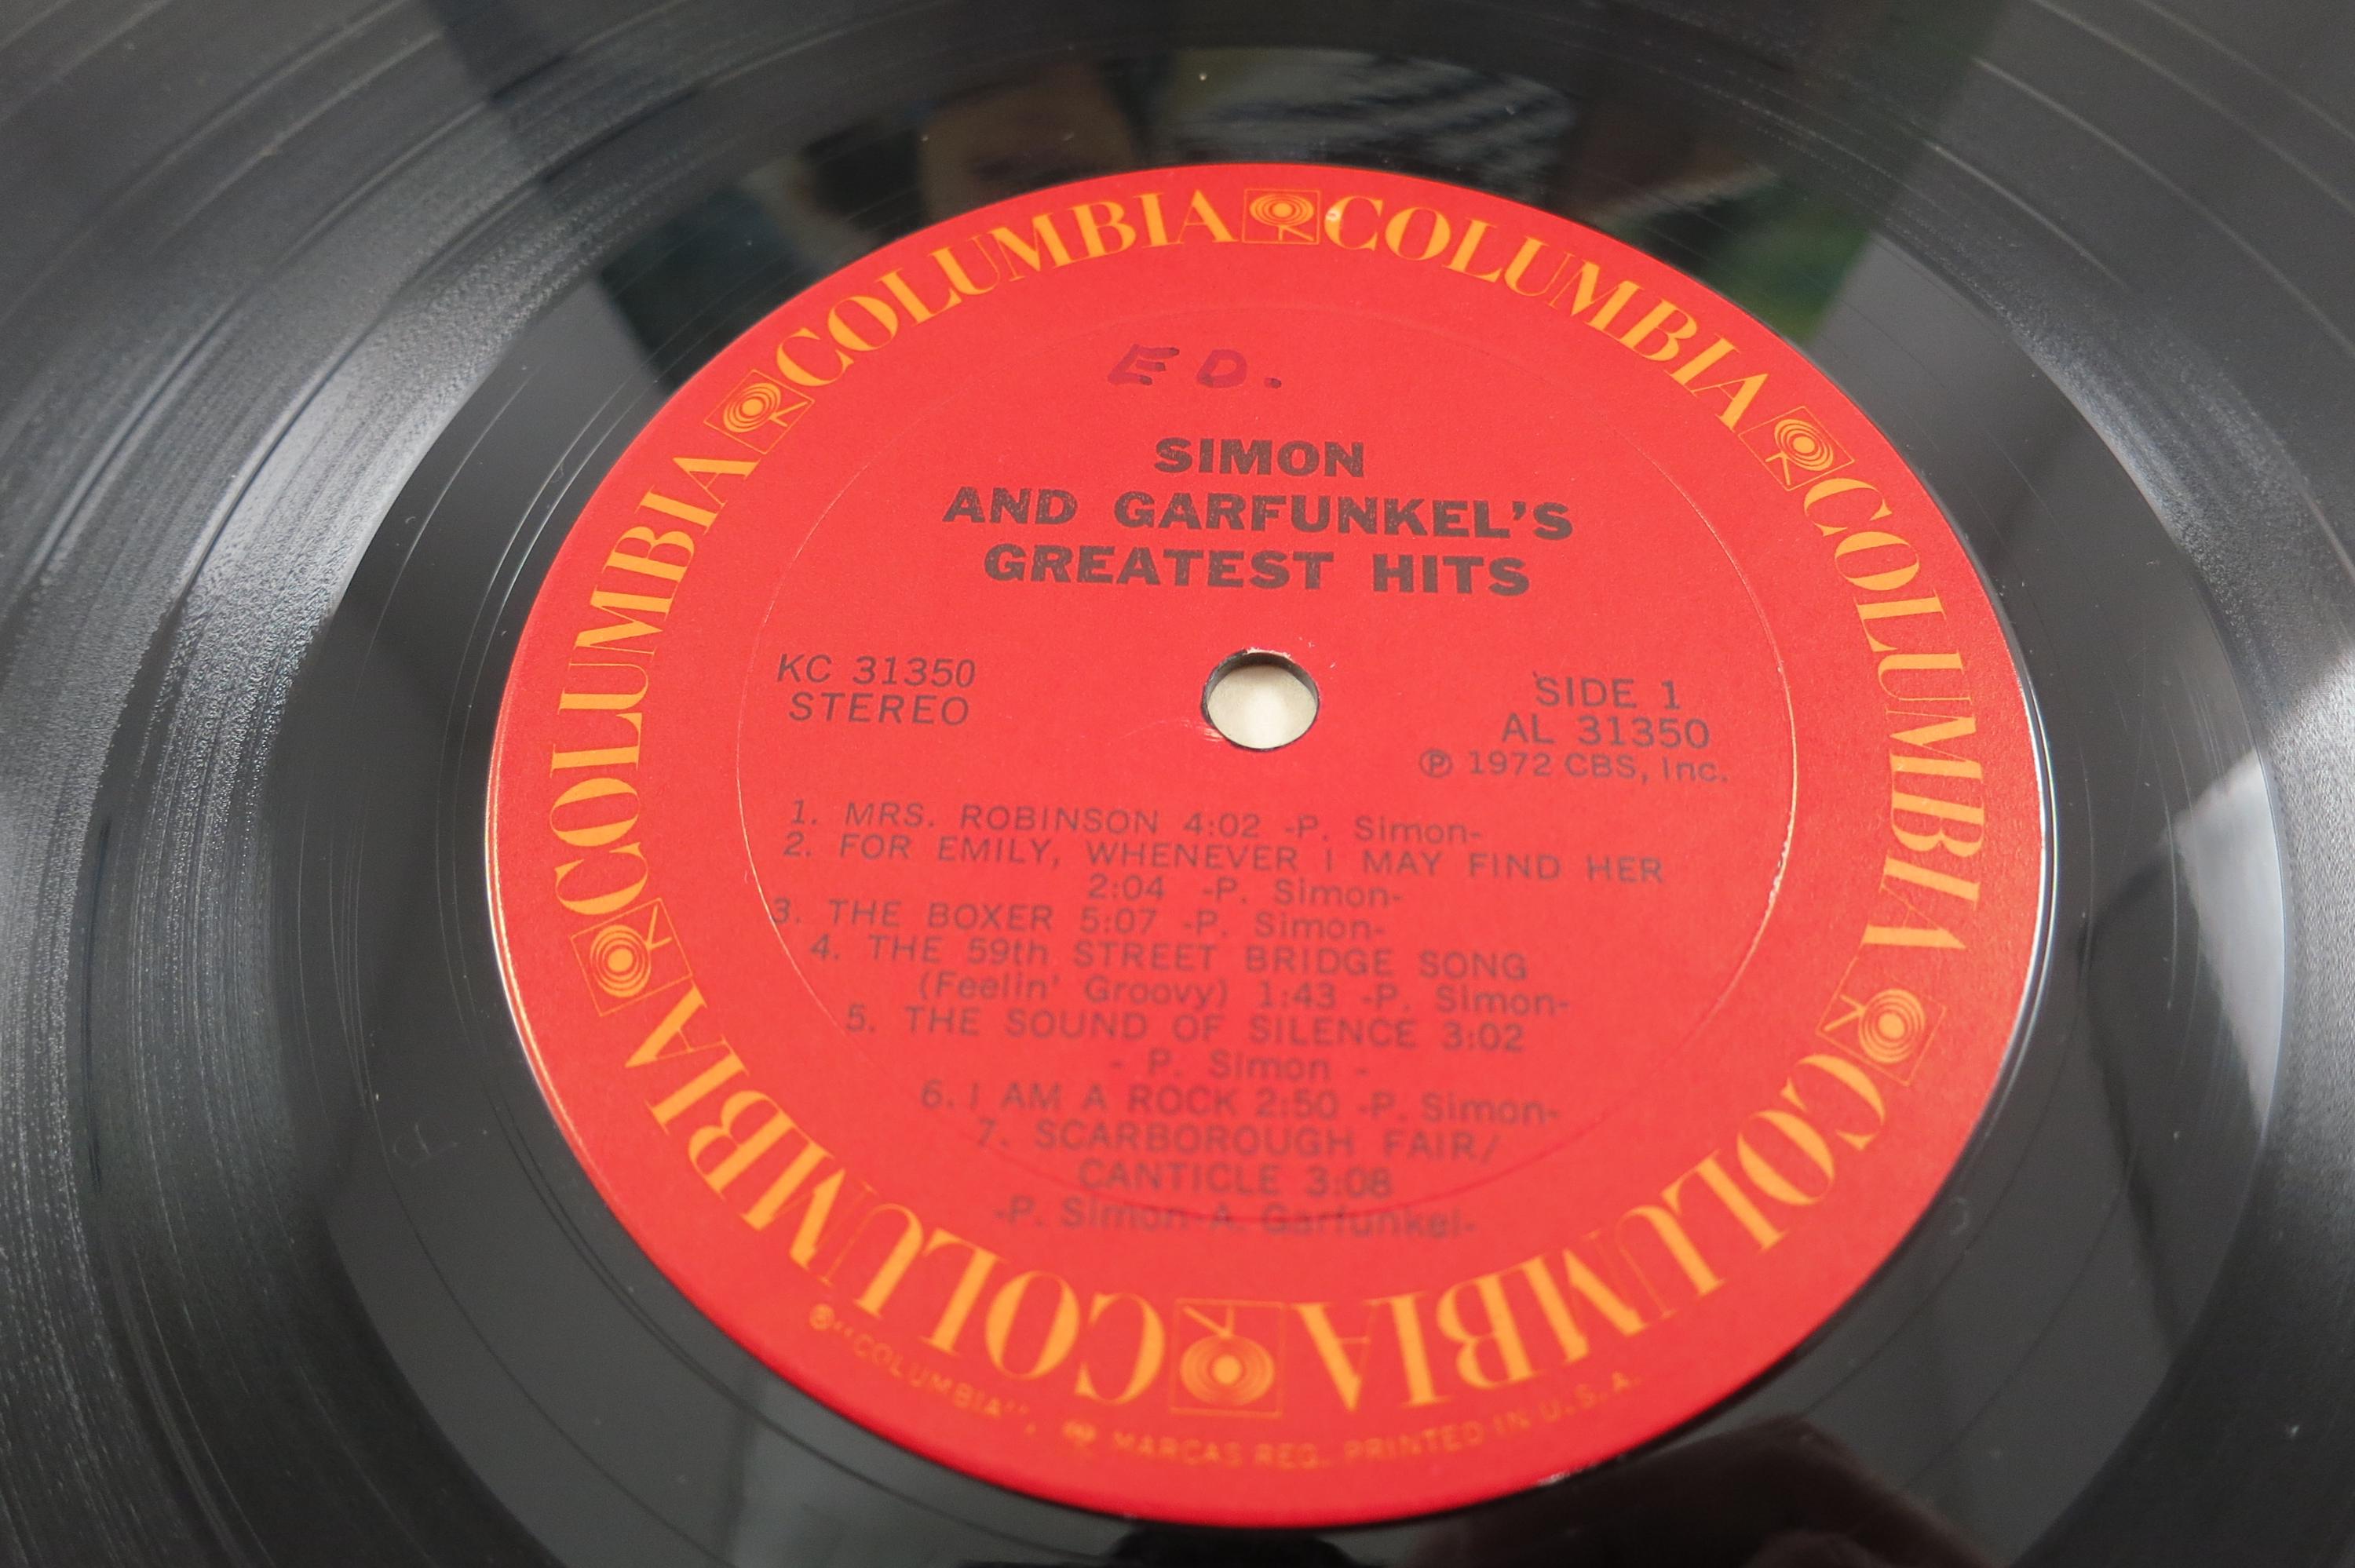 COLUMBIA COLUMBIA COLUMBIA COLUMBIA COLUMBIA COLUMBIA
ED.
SIMON
AND GARFUNKEL'S
GREATEST HITS
KC 31350
STEREO
SIDE 1
AL 31350
℗ 1972 CBS, Inc.
1. MRS. ROBINSON 4:02 -P. Simon-
2. FOR EMILY, WHENEVER I MAY FIND HER
2:04 -P. Simon-
3. THE BOXER 5:07 -P. Simon-
4. THE 59th STREET BRIDGE SONG
(Feelin' Groovy) 1:43 -P. Simon-
5. THE SOUND OF SILENCE 3:02
- P. Simon -
6. I AM A ROCK 2:50 -P. Simon-
7. SCARBOROUGH FAIR/
CANTICLE 3:08
-P. Simon-A. Garfunkel-
®"COLUMBIA", MARCAS REG. PRINTED IN U.S.A.